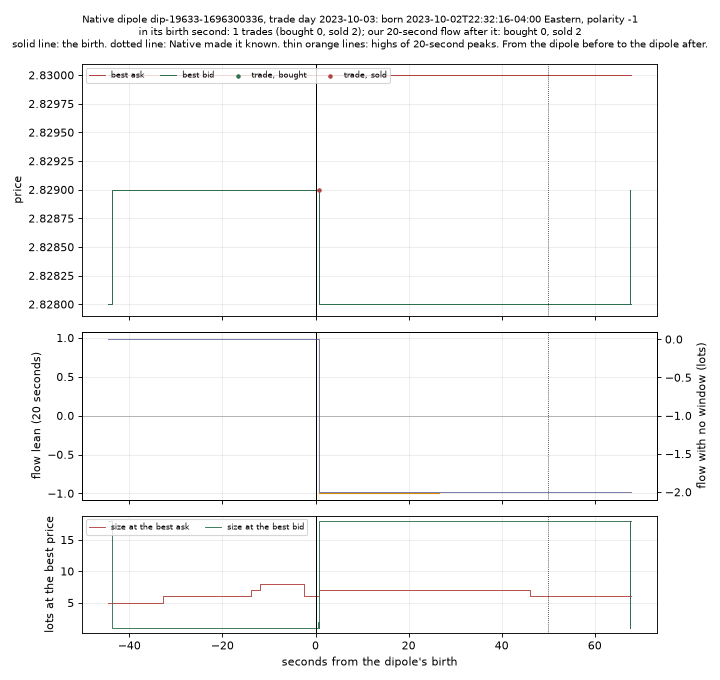 Native dipole dip-19633-1696300336, trade day 2023-10-03: born 2023-10-02T22:32:16-04:00 Eastern, polarity -1
in its birth second: 1 trades (bought 0, sold 2); our 20-second flow after it: bought 0, sold 2
solid line: the birth. dotted line: Native made it known. thin orange lines: highs of 20-second peaks. From the dipole before to the dipole after.
best ask best bid trade, bought trade, sold
2.83000
2.82975
2.82950
2.82925
2.82900
2.82875
2.82850
2.82825
2.82800
price
1.0
0.5
0.0
−0.5
−1.0
flow lean (20 seconds)
0.0
−0.5
−1.0
−1.5
−2.0
flow with no window (lots)
size at the best ask size at the best bid
15
10
5
lots at the best price
−40 −20 0 20 40 60
seconds from the dipole's birth